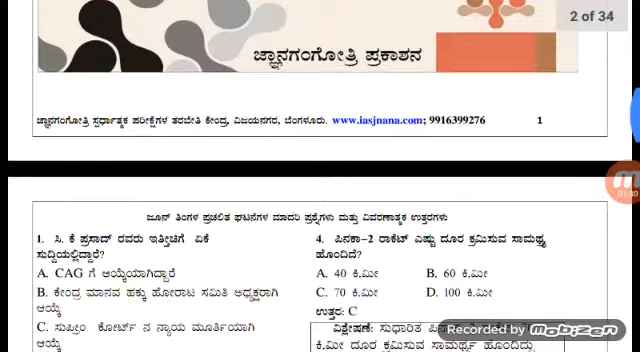 2 of 34
ಜ್ಞಾನಗಂಗೋತ್ರಿ ಪ್ರಕಾಶನ
ಜ್ಞಾನಗಂಗೋತ್ರಿ ಸ್ಪರ್ಧಾತ್ಮಕ ಪರೀಕ್ಷೆಗಳ ತರಬೇತಿ ಕೇಂದ್ರ, ವಿಜಯನಗರ, ಬೆಂಗಳೂರು. www.iasjnana.com; 9916399276 1
ಜೂನ್ ತಿಂಗಳ ಪ್ರಚಲಿತ ಘಟನೆಗಳ ಮಾದರಿ ಪ್ರಶ್ನೆಗಳು ಮತ್ತು ವಿವರಣಾತ್ಮಕ ಉತ್ತರಗಳು
1. ಸಿ. ಕೆ ಪ್ರಸಾದ್ ರವರು ಇತ್ತೀಚಿಗೆ ಏಕೆ
ಸುದ್ದಿಯಲ್ಲಿದ್ದಾರೆ?
A. CAG ಗೆ ಆಯ್ಕೆಯಾಗಿದ್ದಾರೆ
B. ಕೇಂದ್ರ ಮಾನವ ಹಕ್ಕು ಹೋರಾಟ ಸಮಿತಿ ಅಧ್ಯಕ್ಷರಾಗಿ
ಆಯ್ಕೆ
C. ಸುಪ್ರೀಂ ಕೋರ್ಟ್ ನ ನ್ಯಾಯ ಮೂರ್ತಿಯಾಗಿ
ಆಯ್ಕೆ
4. ಪಿನಕಾ-2 ರಾಕೆಟ್ ಎಷ್ಟು ದೂರ ಕ್ರಮಿಸುವ ಸಾಮರ್ಥ್ಯ
ಹೊಂದಿದೆ?
A. 40 ಕಿ.ಮೀ B. 60 ಕಿ.ಮೀ
C. 70 ಕಿ.ಮೀ D. 100 ಕಿ.ಮೀ
ಉತ್ತರ: C
ವಿಶ್ಲೇಷಣೆ: ಸುಧಾರಿತ
ಕಿ.ಮೀ ದೂರ ಕ್ರಮಿಸುವ ಸಾಮರ್ಥ್ಯ ಹೊಂದಿದ್ದು
Recorded by Mobizen